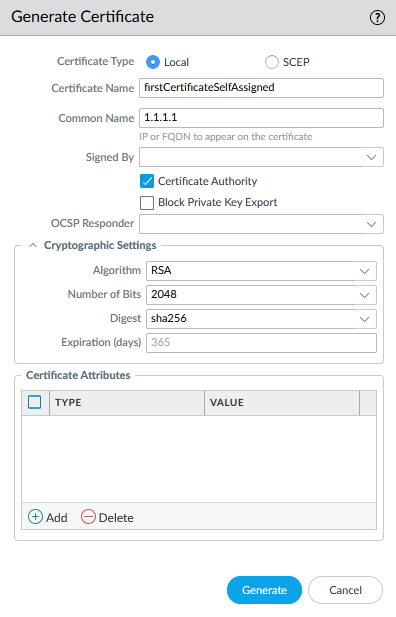 Generate Certificate
?
Certificate Type Local SCEP
Certificate Name firstCertificateSelfAssigned
Common Name 1.1.1.1
IP or FQDN to appear on the certificate
Signed By
Certificate Authority
Block Private Key Export
OCSP Responder
Cryptographic Settings
Algorithm RSA
Number of Bits 2048
Digest sha256
Expiration (days) 365
Certificate Attributes
TYPE VALUE
Add Delete
Generate Cancel